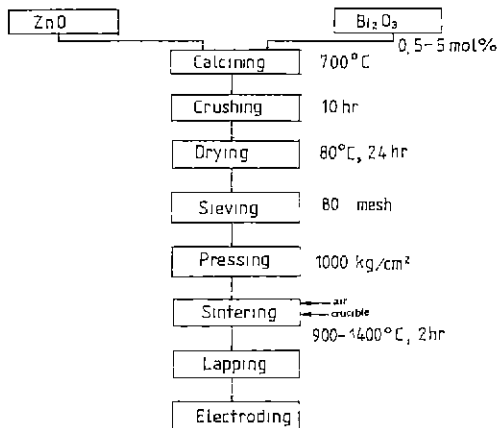 ZnO
Bi₂O₃
0,5-5 mol%
Calcining 700°C
Crushing 10 hr
Drying 80°C, 24 hr
Sieving 80 mesh
Pressing 1000 kg/cm²
Sintering air
crucible
900-1400°C, 2hr
Lapping
Electroding